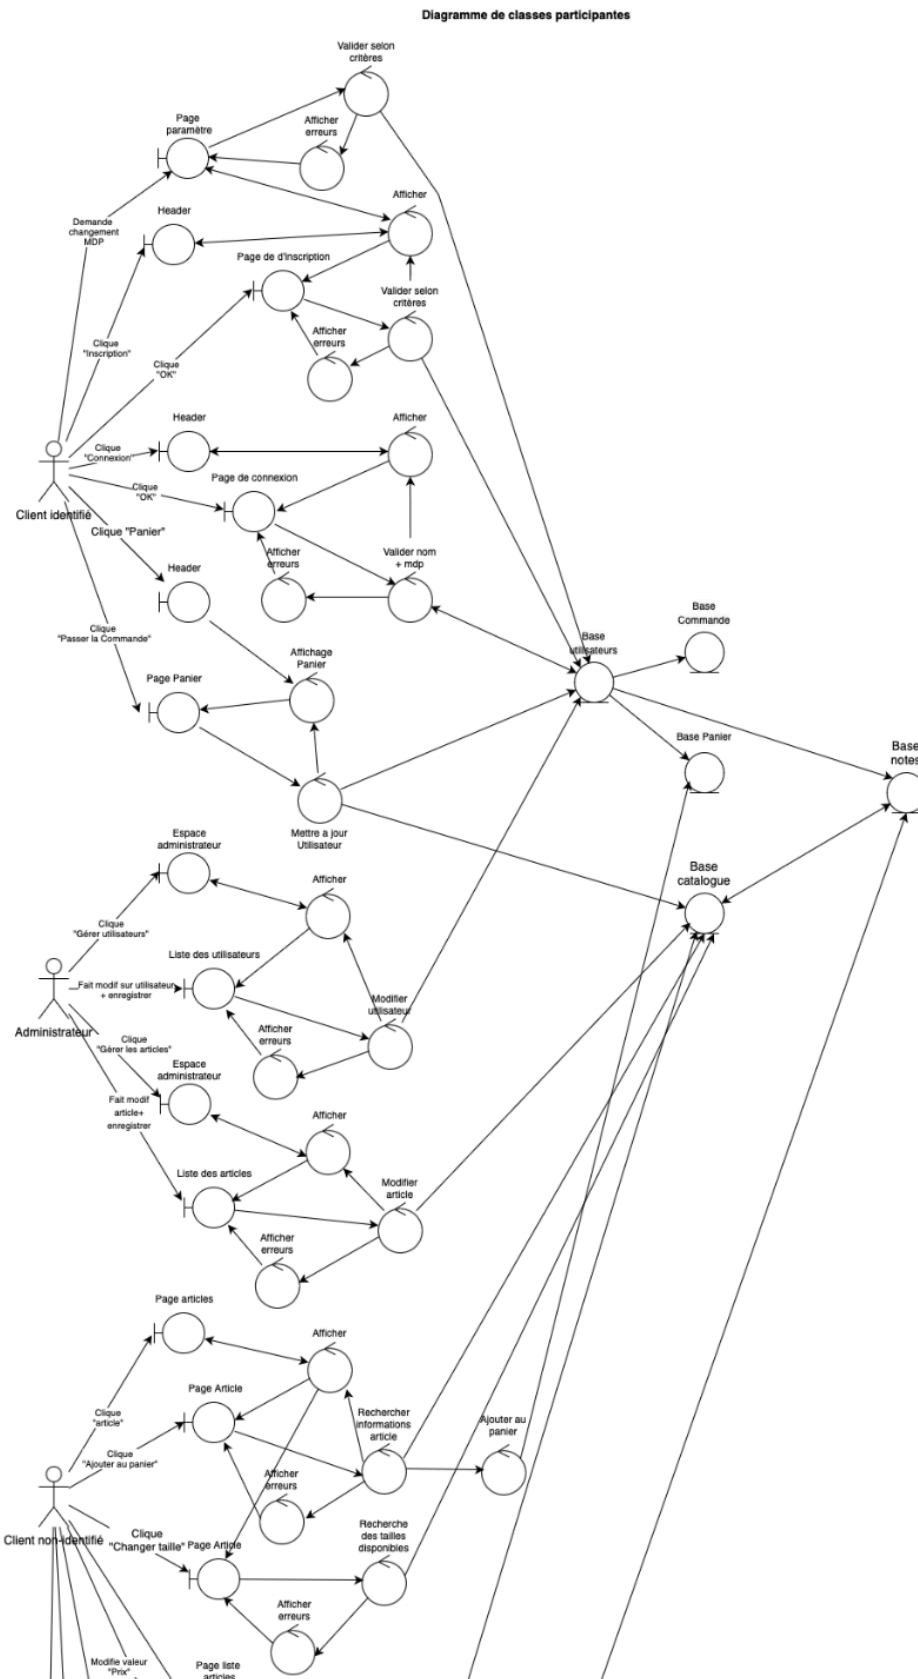 Diagramme de classes participantes
Valider selon
critères
Page
paramètre
Afficher
erreurs
Afficher
Demande
changement
MDP
Header
Page de d'inscription
Valider selon
critères
Clique
"Inscription"
Afficher
erreurs
Clique
"OK"
Header
Afficher
Clique
"Connexion"
Page de connexion
Clique
"OK"
Client identifié
Clique "Panier"
Afficher
erreurs
Valider nom
+ mdp
Header
Clique
"Passer la Commande"
Affichage
Panier
Page Panier
Base
utilisateurs
Base
Commande
Base Panier
Base
notes
Mettre a jour
Utilisateur
Espace
administrateur
Afficher
Base
catalogue
Clique
"Gérer utilisateurs"
Liste des utilisateurs
Fait modif sur utilisateur
+ enregistrer
Modifier
utilisateur
Administrateur
Clique
"Gérer les articles"
Afficher
erreurs
Espace
administrateur
Fait modif
article+
enregistrer
Afficher
Liste des articles
Modifier
article
Afficher
erreurs
Page articles
Afficher
Page Article
Clique
"article"
Rechercher
informations
article
Ajouter au
panier
Clique
"Ajouter au panier"
Afficher
erreurs
Client non-identifié
Clique
"Changer taille"
Page Article
Recherche
des tailles
disponibles
Afficher
erreurs
Modifie valeur
"Prix"
Page liste
articles